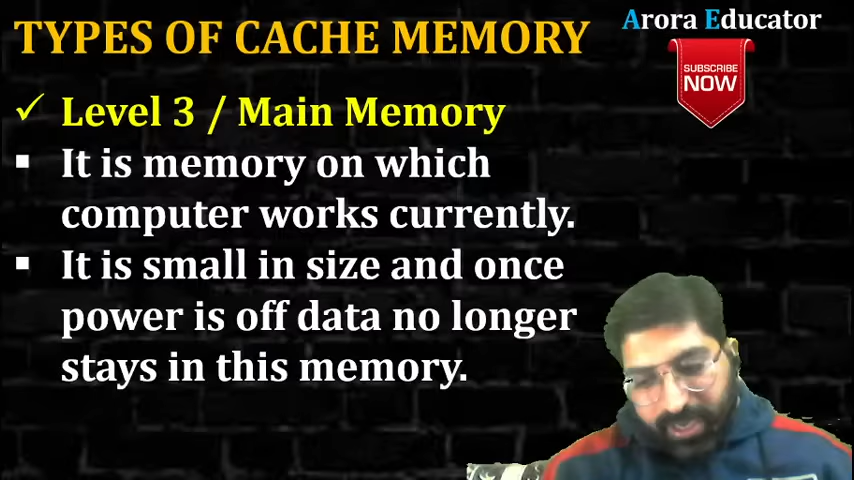 TYPES OF CACHE MEMORY
Arora Educator
SUBSCRIBE
NOW
✓ Level 3 / Main Memory
▪ It is memory on which
computer works currently.
▪ It is small in size and once
power is off data no longer
stays in this memory.